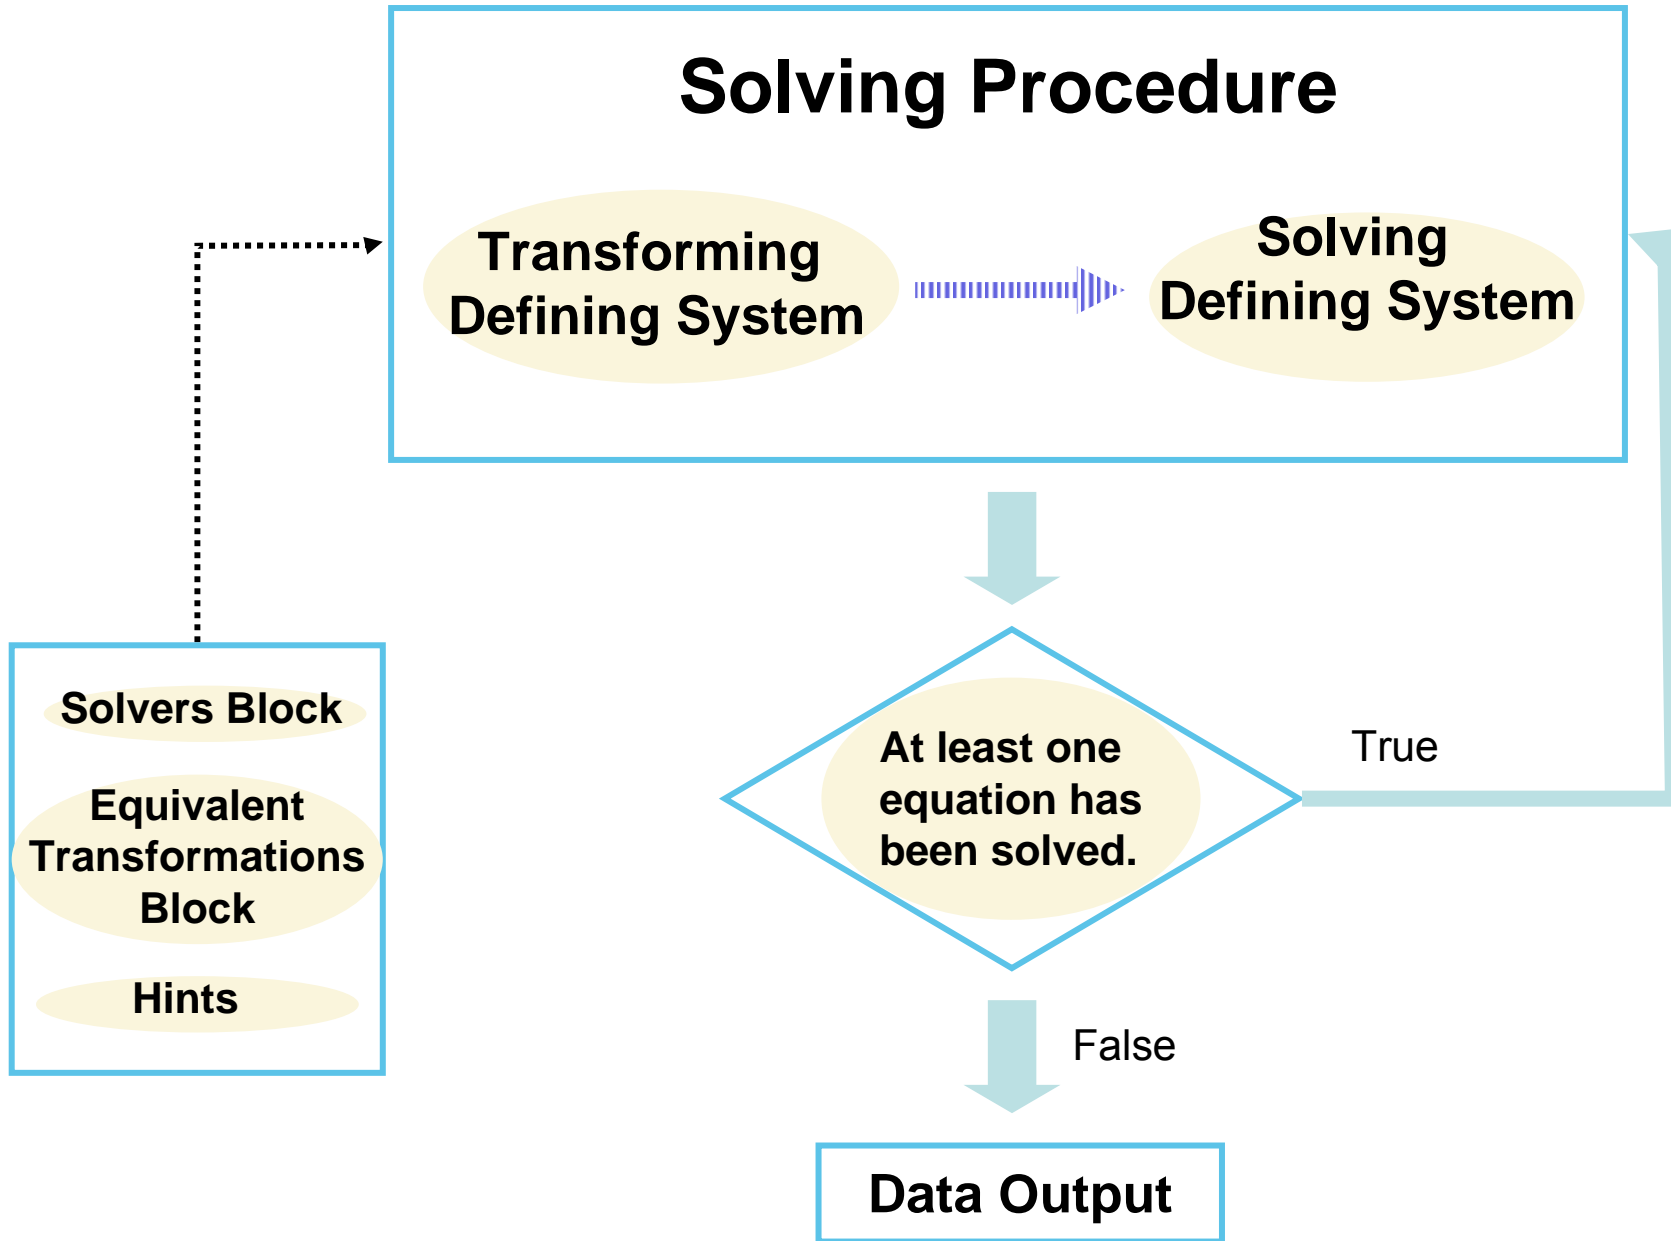 Solving Procedure
Transforming
Defining System
Solving
Defining System
Solvers Block
Equivalent
Transformations
Block
Hints
At least one
equation has
been solved.
True
False
Data Output